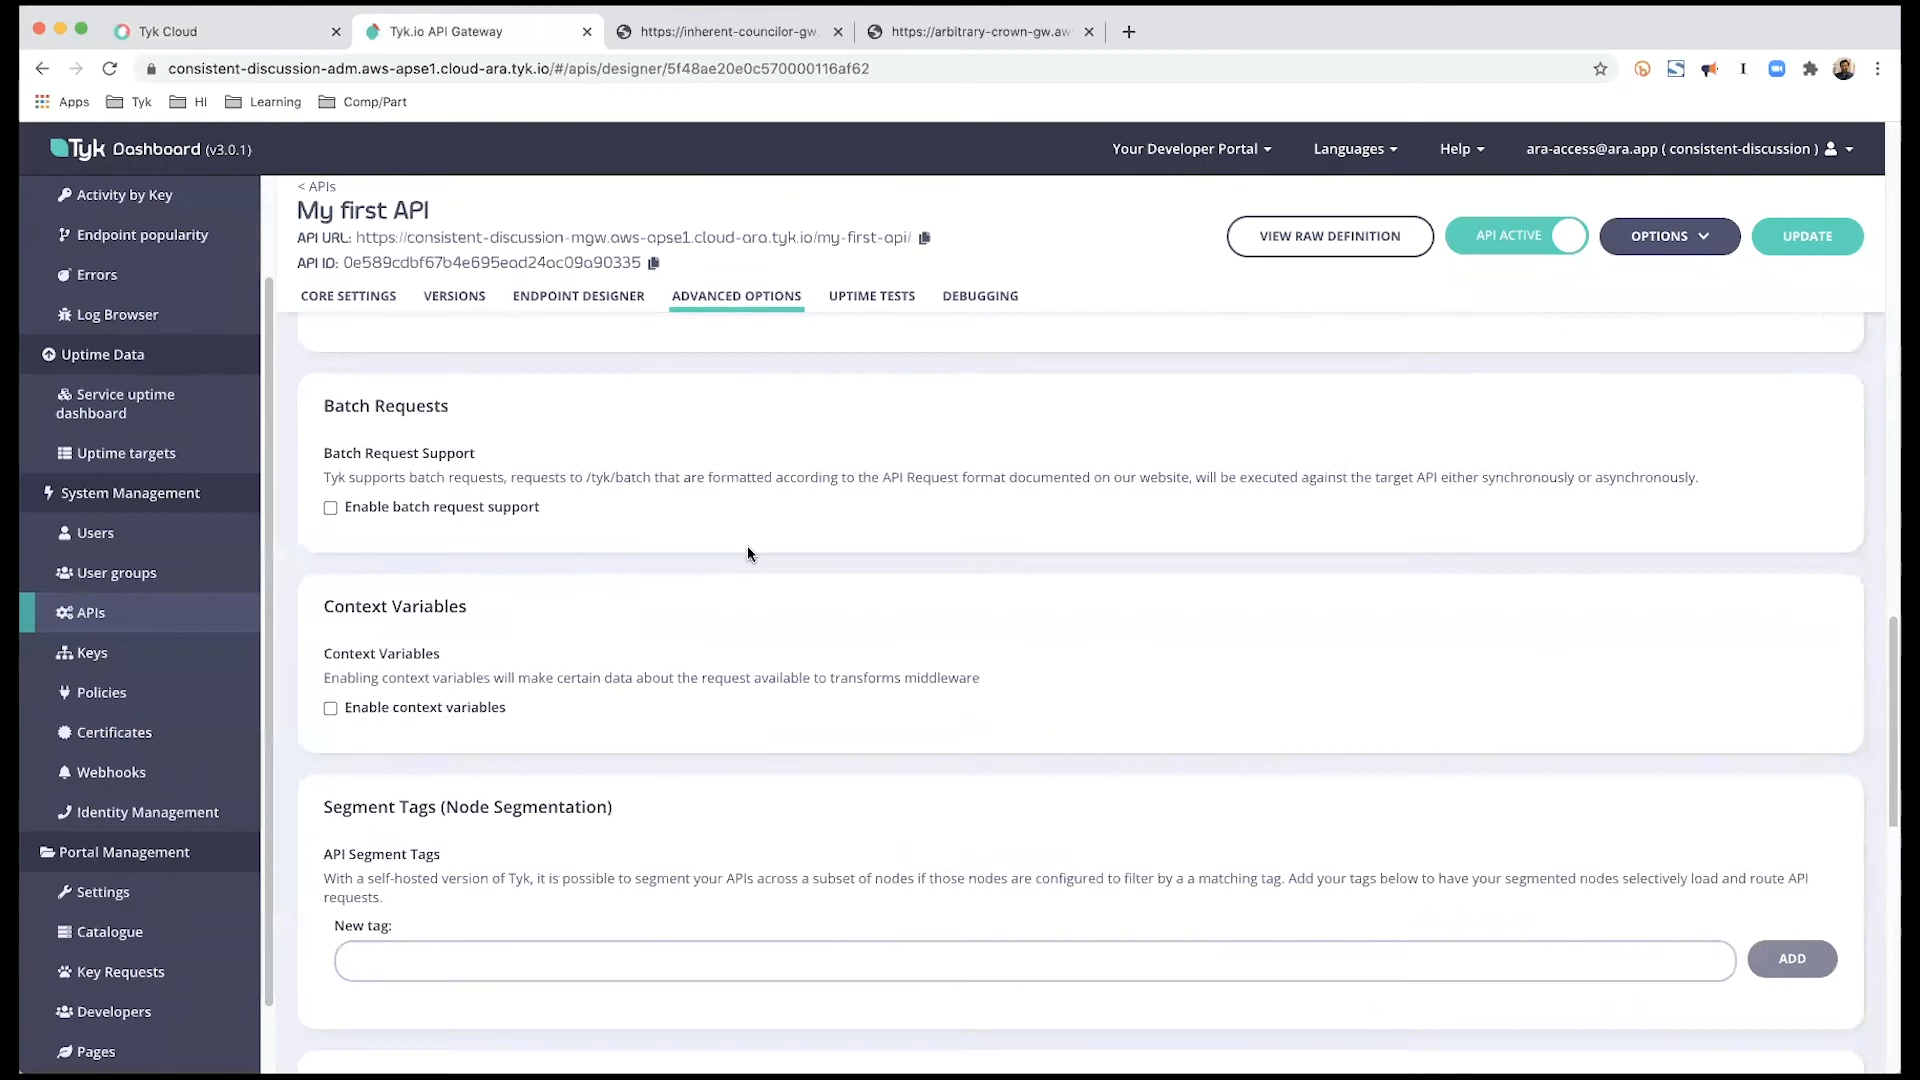 Tyk Cloud
Tyk.io API Gateway
https://inherent-councilor-gw.
https://arbitrary-crown-gw.aw
consistent-discussion-adm.aws-apse1.cloud-ara.tyk.io/#/apis/designer/5f48ae20e0c570000116af62
Apps
Tyk
HI
Learning
Comp/Part
Tyk Dashboard (v3.0.1)
Your Developer Portal
Languages
Help
ara-access@ara.app ( consistent-discussion )
Activity by Key
Endpoint popularity
Errors
Log Browser
Uptime Data
Service uptime
dashboard
Uptime targets
System Management
Users
User groups
APIs
Keys
Policies
Certificates
Webhooks
Identity Management
Portal Management
Settings
Catalogue
Key Requests
Developers
Pages
< APIs
My first API
API URL: https://consistent-discussion-mgw.aws-apse1.cloud-ara.tyk.io/my-first-api/
API ID: 0e589cdbf67b4e695ead24ac09a90335
VIEW RAW DEFINITION
API ACTIVE
OPTIONS
UPDATE
CORE SETTINGS
VERSIONS
ENDPOINT DESIGNER
ADVANCED OPTIONS
UPTIME TESTS
DEBUGGING
Batch Requests
Batch Request Support
Tyk supports batch requests, requests to /tyk/batch that are formatted according to the API Request format documented on our website, will be executed against the target API either synchronously or asynchronously.
Enable batch request support
Context Variables
Context Variables
Enabling context variables will make certain data about the request available to transforms middleware
Enable context variables
Segment Tags (Node Segmentation)
API Segment Tags
With a self-hosted version of Tyk, it is possible to segment your APIs across a subset of nodes if those nodes are configured to filter by a a matching tag. Add your tags below to have your segmented nodes selectively load and route API
requests.
New tag:
ADD